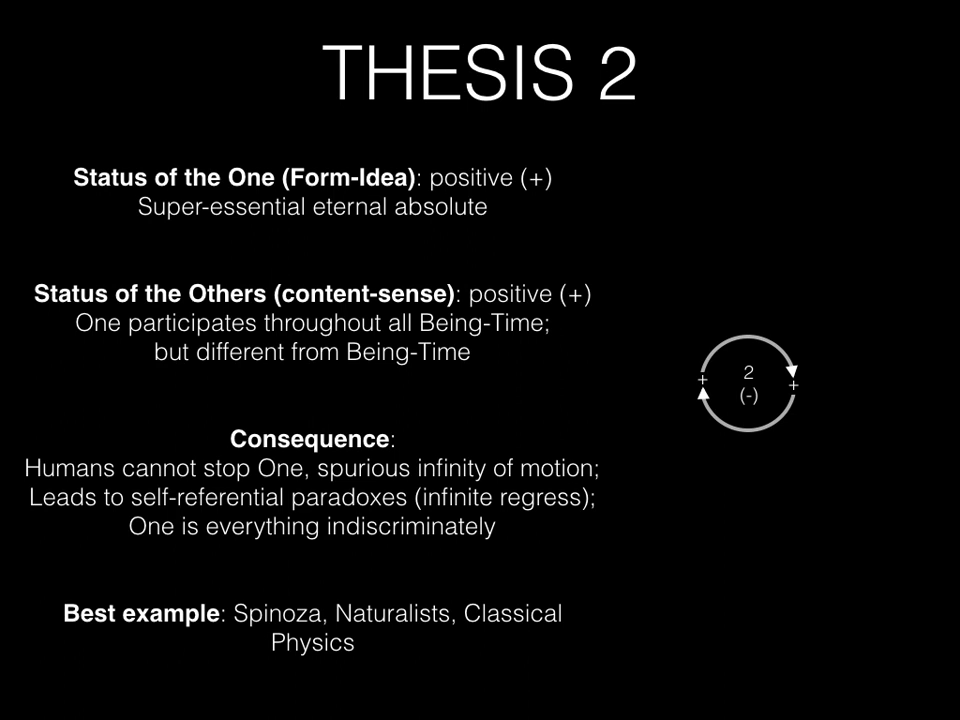 THESIS 2
Status of the One (Form-Idea): positive (+)
Super-essential eternal absolute
Status of the Others (content-sense): positive (+)
One participates throughout all Being-Time;
but different from Being-Time
Consequence:
Humans cannot stop One, spurious infinity of motion;
Leads to self-referential paradoxes (infinite regress);
One is everything indiscriminately
Best example: Spinoza, Naturalists, Classical
Physics
2
+ +
(-)